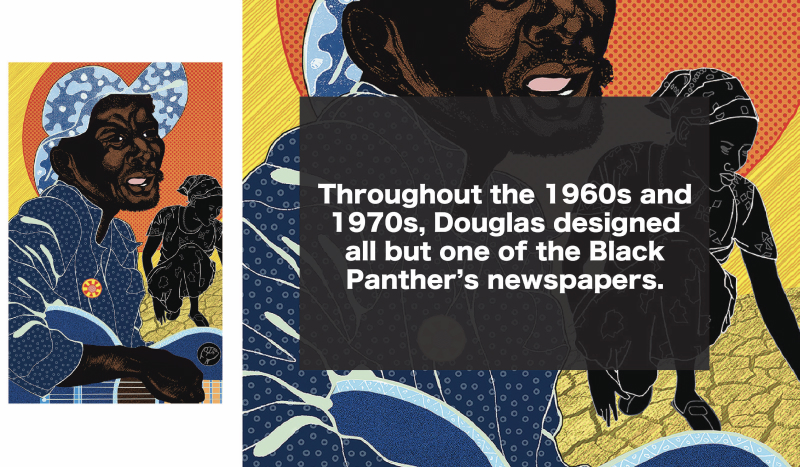 Throughout the 1960s and
1970s, Douglas designed
all but one of the Black
Panther’s newspapers.